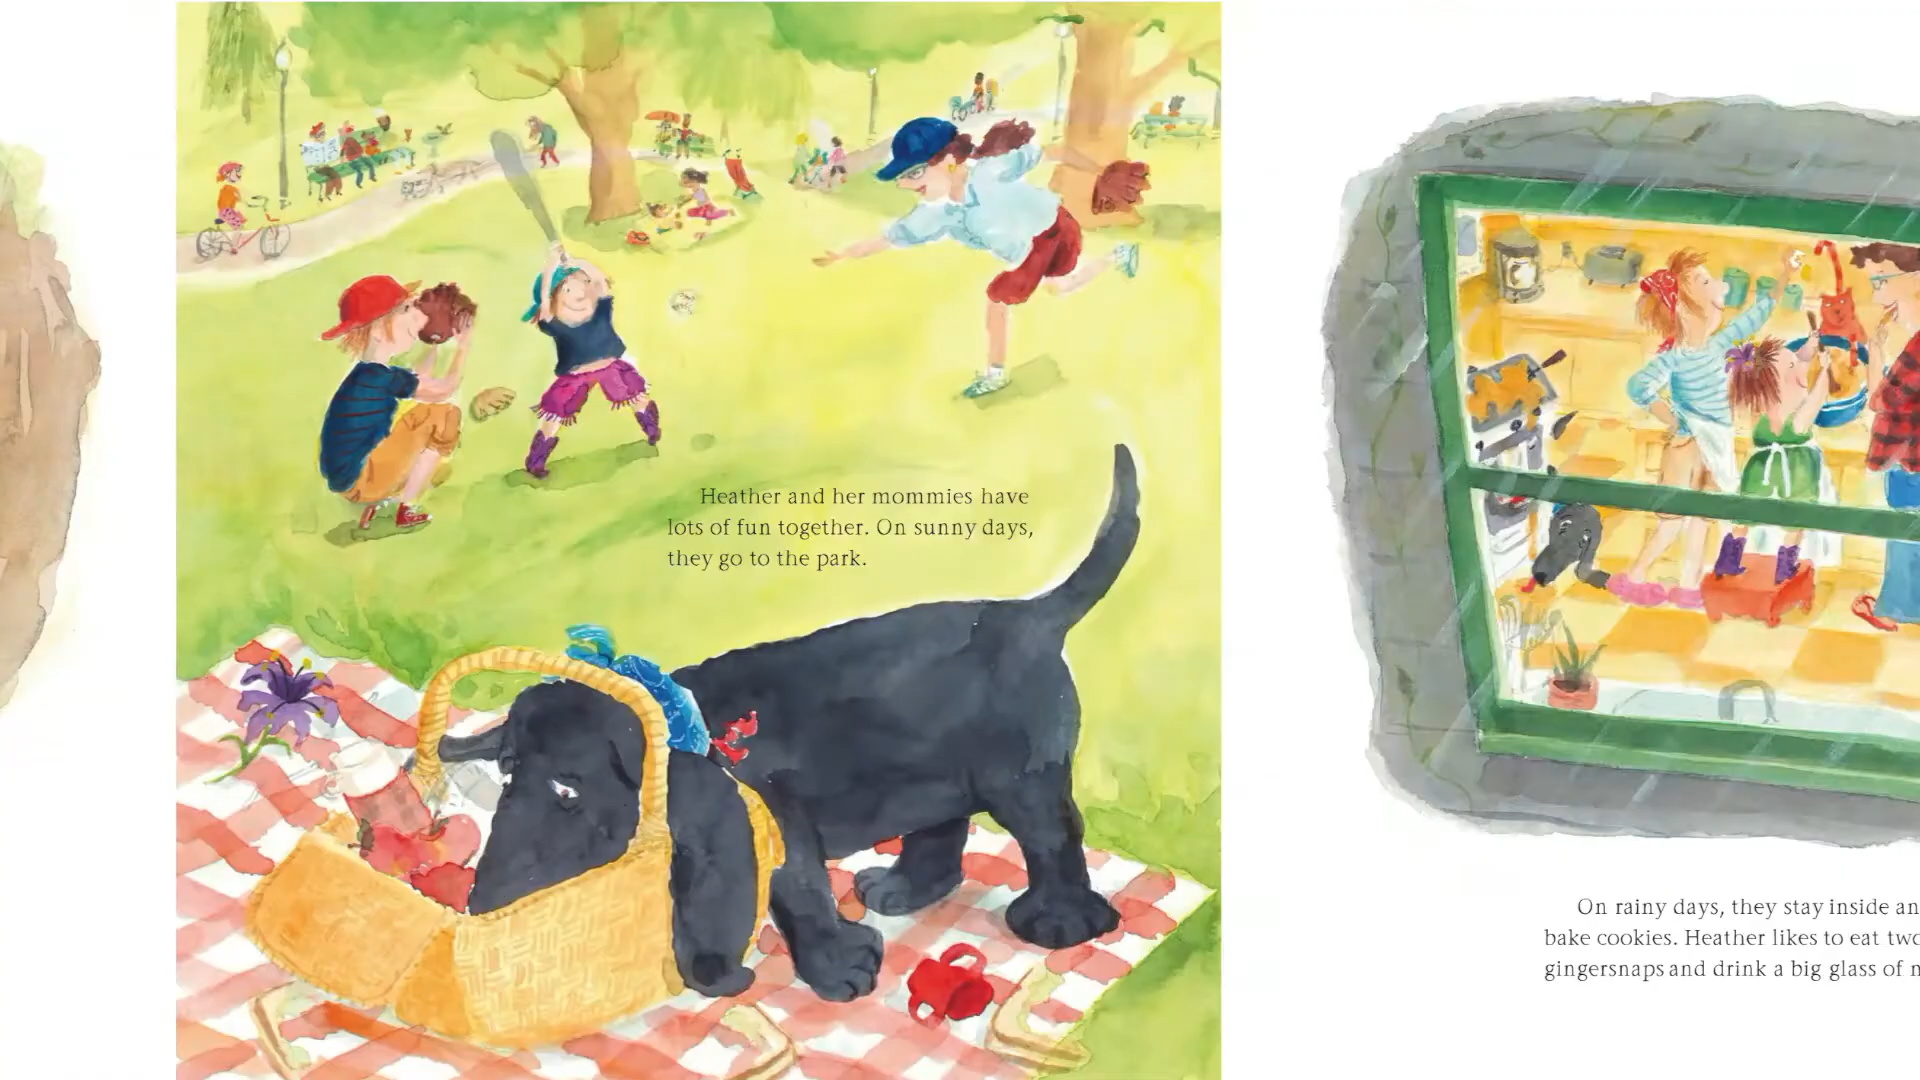 Heather and her mommies have
lots of fun together. On sunny days,
they go to the park.
On rainy days, they stay inside an
bake cookies. Heather likes to eat two
gingersnaps and drink a big glass of